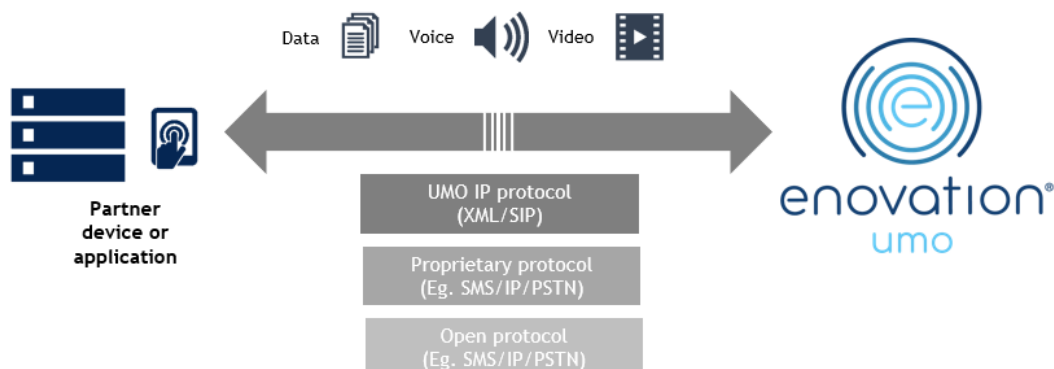 Data Voice Video
Partner
device or
application
UMO IP protocol
(XML/SIP)
Proprietary protocol
(Eg. SMS/IP/PSTN)
Open protocol
(Eg. SMS/IP/PSTN)
e
enovation®
umo